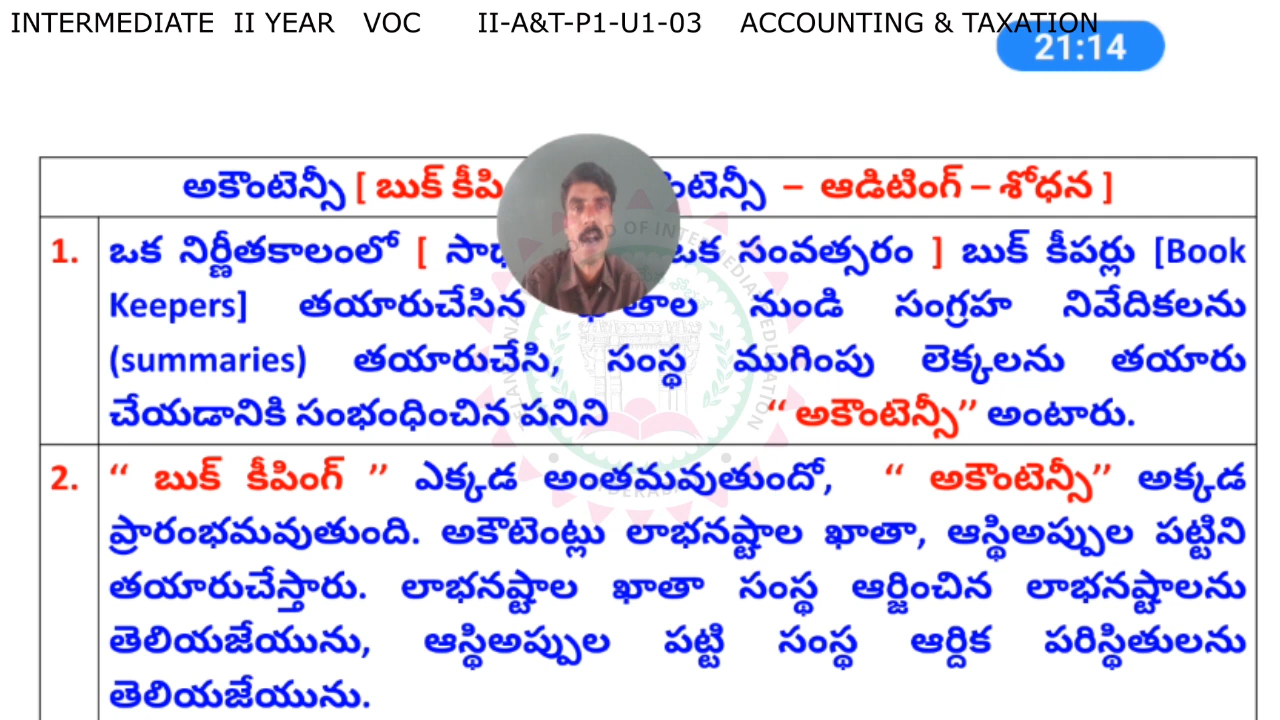 INTERMEDIATE II YEAR VOC II-A&T-P1-U1-03 ACCOUNTING & TAXATION
21:14
అకౌంటెన్సీ [ బుక్ – ఆడిటింగ్ – శోధన ]
1. ఒక నిర్ణీతకాలంలో [ ఒక సంవత్సరం ] బుక్ కీపర్లు [Book
Keepers] తయారుచేసిన నుండి సంగ్రహ నివేదికలను
(summaries) తయారుచేసి, సంస్థ ముగింపు లెక్కలను తయారు
చేయడానికి సంభంధించిన పనిని “ అకౌంటెన్సీ” అంటారు.
2. “ బుక్ కీపింగ్ ” ఎక్కడ అంతమవుతుందో, “ అకౌంటెన్సీ” అక్కడ
ప్రారంభమవుతుంది. అకౌటెంట్లు లాభనష్టాల ఖాతా, ఆస్థిఅప్పుల పట్టిని
తయారుచేస్తారు. లాభనష్టాల ఖాతా సంస్థ ఆర్జించిన లాభనష్టాలను
తెలియజేయును, ఆస్థిఅప్పుల పట్టి సంస్థ ఆర్దిక పరిస్థితులను
తెలియజేయును.